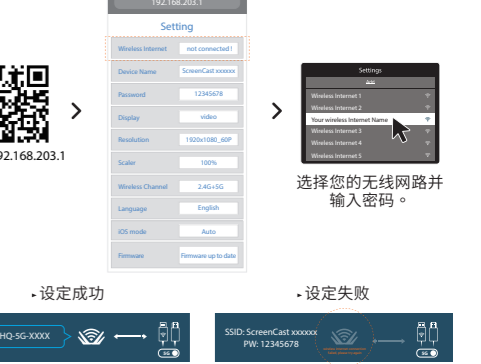 192.168.203.1
Setting
Wireless Internet not connected !
Device Name ScreenCast xxxxxx
Password 12345678
Display video
Resolution 1920x1080_60P
Scaler 100%
Wireless Channel 2.4G+5G
Language English
iOS mode Auto
Firmware Firmware up to date
92.168.203.1
Settings
Wireless Internet 1
Wireless Internet 2
Your wireless Internet Name
Wireless Internet 3
Wireless Internet 4
Wireless Internet 5
选择您的无线网路并
输入密码。
设定成功
设定失败
HQ-5G-XXXX
5G
SSID: ScreenCast xxxxxx
PW: 12345678
5G